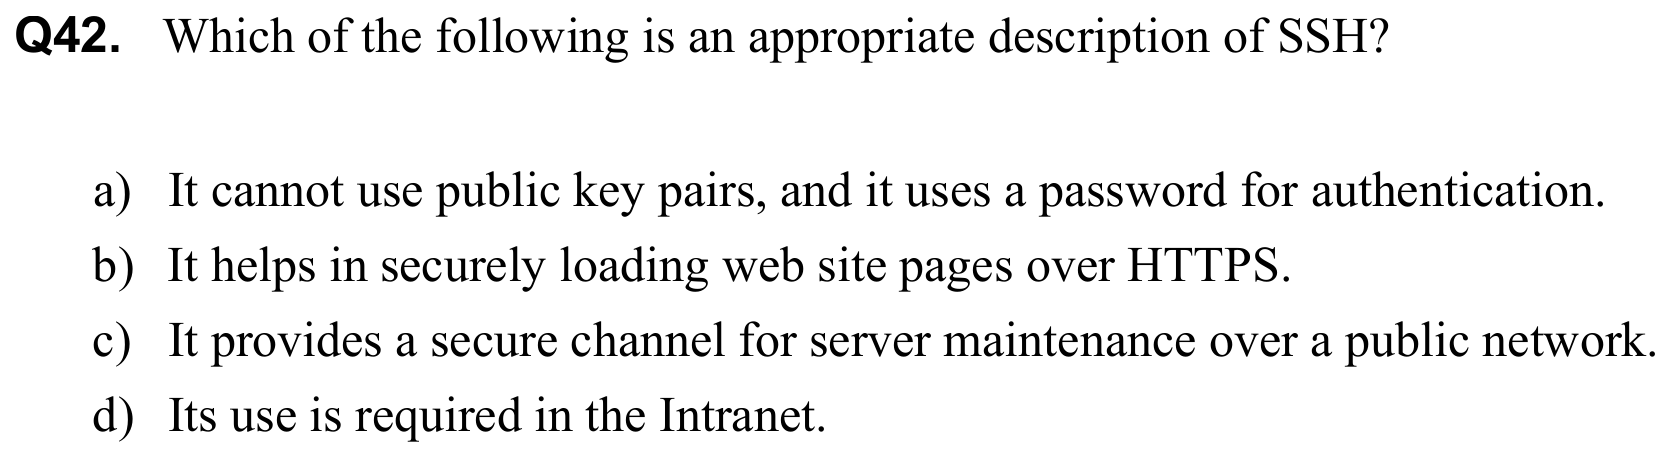 Q42. Which of the following is an appropriate description of SSH?
a) It cannot use public key pairs, and it uses a password for authentication.
b) It helps in securely loading web site pages over HTTPS.
c) It provides a secure channel for server maintenance over a public network.
d) Its use is required in the Intranet.